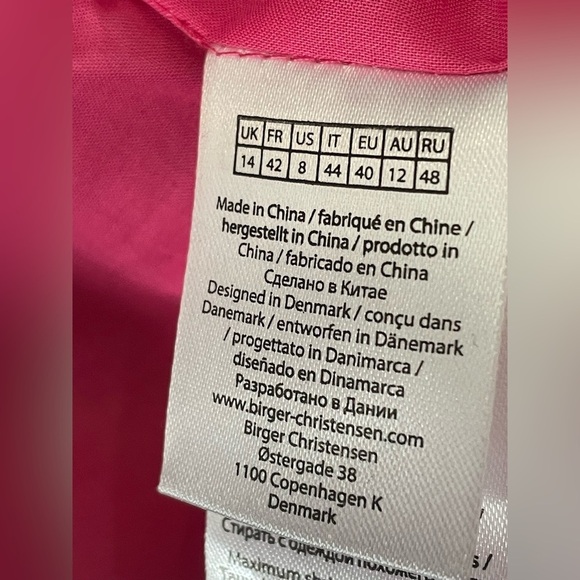 UK FR US IT EU AU RU
14 42 8 44 40 12 48
Made in China / fabriqué en Chine /
hergestellt in China / prodotto in
China / fabricado en China
Сделано в Китае
Designed in Denmark / conçu dans
Danemark / entworfen in Dänemark
/ progettato in Danimarca /
diseñado en Dinamarca
Разработано в Дании
www.birger-christensen.com
Birger Christensen
Østergade 38
1100 Copenhagen K
Denmark
Стирать с одеждой
Maximum